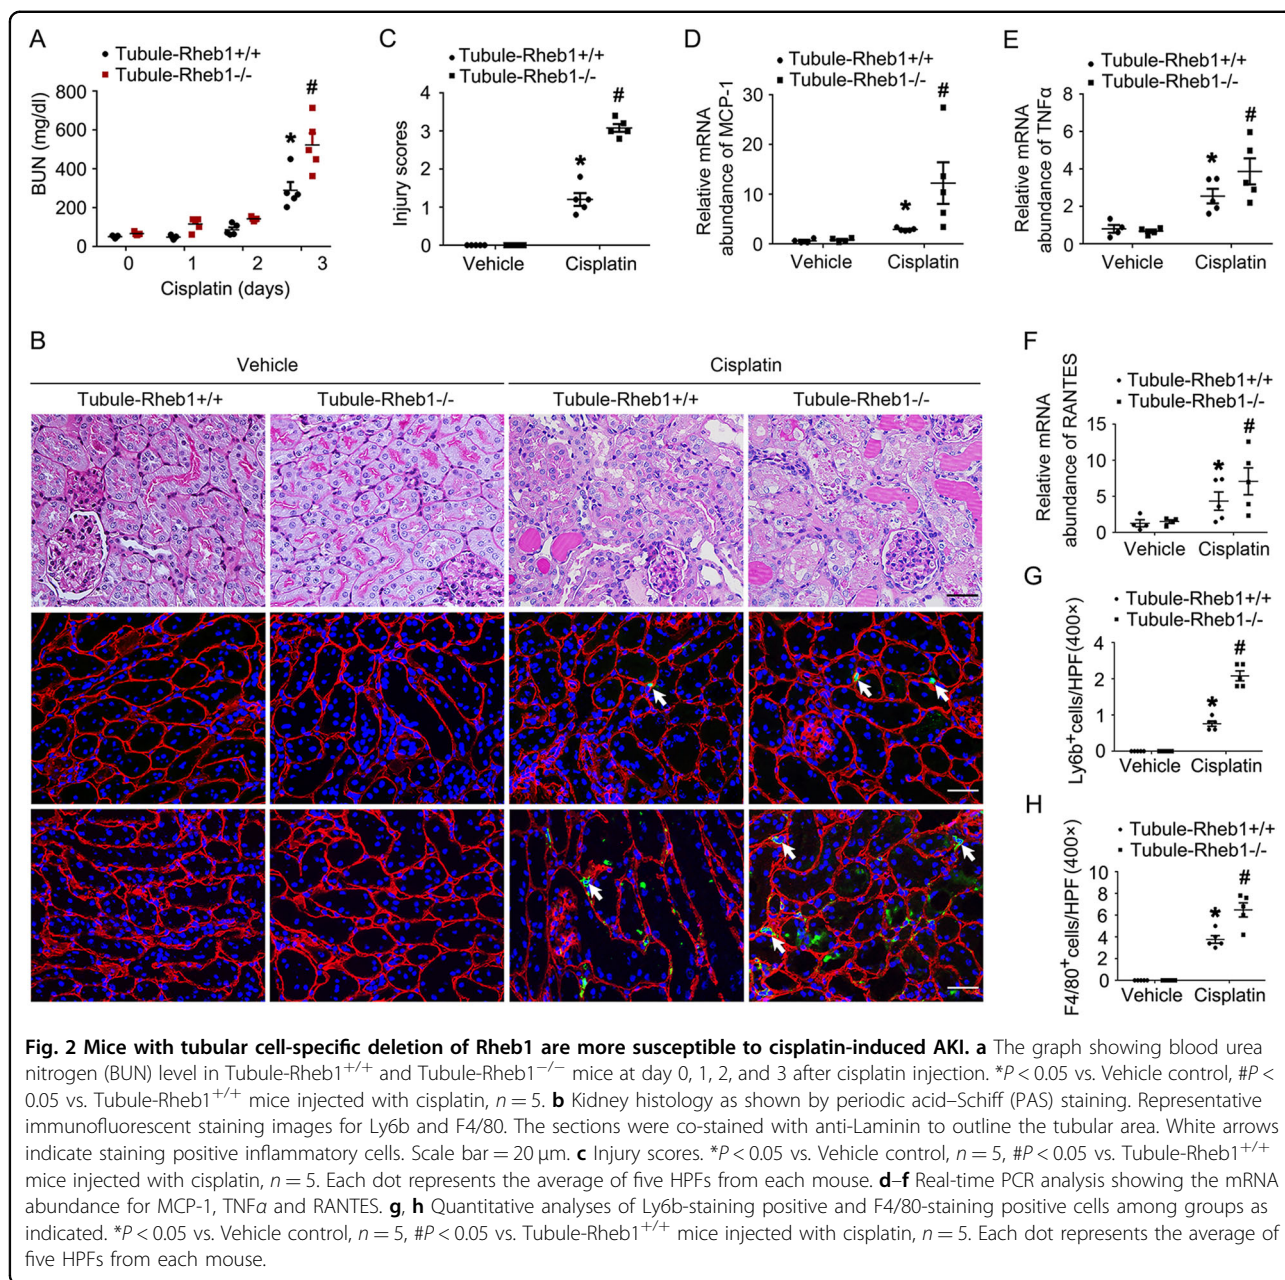 A
Tubule-Rheb1+/+
Tubule-Rheb1-/-
BUN (mg/dl)
800
600
400
200
0
*
#
0 1 2 3
Cisplatin (days)
C
Tubule-Rheb1+/+
Tubule-Rheb1-/-
Injury scores
4
3
2
1
0
*
#
Vehicle Cisplatin
D
Tubule-Rheb1+/+
Tubule-Rheb1-/-
Relative mRNA
abundance of MCP-1
30
20
10
0
*
#
Vehicle Cisplatin
E
Tubule-Rheb1+/+
Tubule-Rheb1-/-
Relative mRNA
abundance of TNFα
8
6
4
2
0
*
#
Vehicle Cisplatin
B
Vehicle Cisplatin
Tubule-Rheb1+/+ Tubule-Rheb1-/- Tubule-Rheb1+/+ Tubule-Rheb1-/-
F
Tubule-Rheb1+/+
Tubule-Rheb1-/-
Relative mRNA
abundance of RANTES
15
10
5
0
*
#
Vehicle Cisplatin
G
Tubule-Rheb1+/+
Tubule-Rheb1-/-
Ly6b⁺cells/HPF (400×)
4
2
1
0
*
#
Vehicle Cisplatin
H
Tubule-Rheb1+/+
Tubule-Rheb1-/-
F4/80⁺cells/HPF (400×)
10
8
6
4
2
0
*
#
Vehicle Cisplatin
Fig. 2 Mice with tubular cell-specific deletion of Rheb1 are more susceptible to cisplatin-induced AKI. a The graph showing blood urea
nitrogen (BUN) level in Tubule-Rheb1⁺/⁺ and Tubule-Rheb1⁻/⁻ mice at day 0, 1, 2, and 3 after cisplatin injection. *P < 0.05 vs. Vehicle control, #P <
0.05 vs. Tubule-Rheb1⁺/⁺ mice injected with cisplatin, n = 5. b Kidney histology as shown by periodic acid–Schiff (PAS) staining. Representative
immunofluorescent staining images for Ly6b and F4/80. The sections were co-stained with anti-Laminin to outline the tubular area. White arrows
indicate staining positive inflammatory cells. Scale bar = 20 μm. c Injury scores. *P < 0.05 vs. Vehicle control, n = 5, #P < 0.05 vs. Tubule-Rheb1⁺/⁺
mice injected with cisplatin, n = 5. Each dot represents the average of five HPFs from each mouse. d–f Real-time PCR analysis showing the mRNA
abundance for MCP-1, TNFα and RANTES. g, h Quantitative analyses of Ly6b-staining positive and F4/80-staining positive cells among groups as
indicated. *P < 0.05 vs. Vehicle control, n = 5, #P < 0.05 vs. Tubule-Rheb1⁺/⁺ mice injected with cisplatin, n = 5. Each dot represents the average of
five HPFs from each mouse.